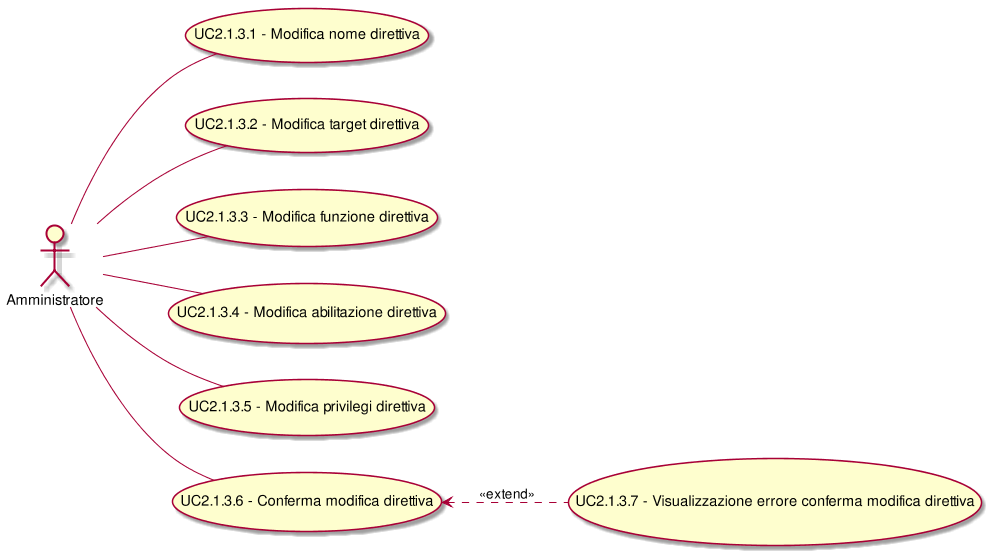 UC2.1.3.1 - Modifica nome direttiva
UC2.1.3.2 - Modifica target direttiva
UC2.1.3.3 - Modifica funzione direttiva
Amministratore
UC2.1.3.4 - Modifica abilitazione direttiva
UC2.1.3.5 - Modifica privilegi direttiva
UC2.1.3.6 - Conferma modifica direttiva
«extend»
UC2.1.3.7 - Visualizzazione errore conferma modifica direttiva